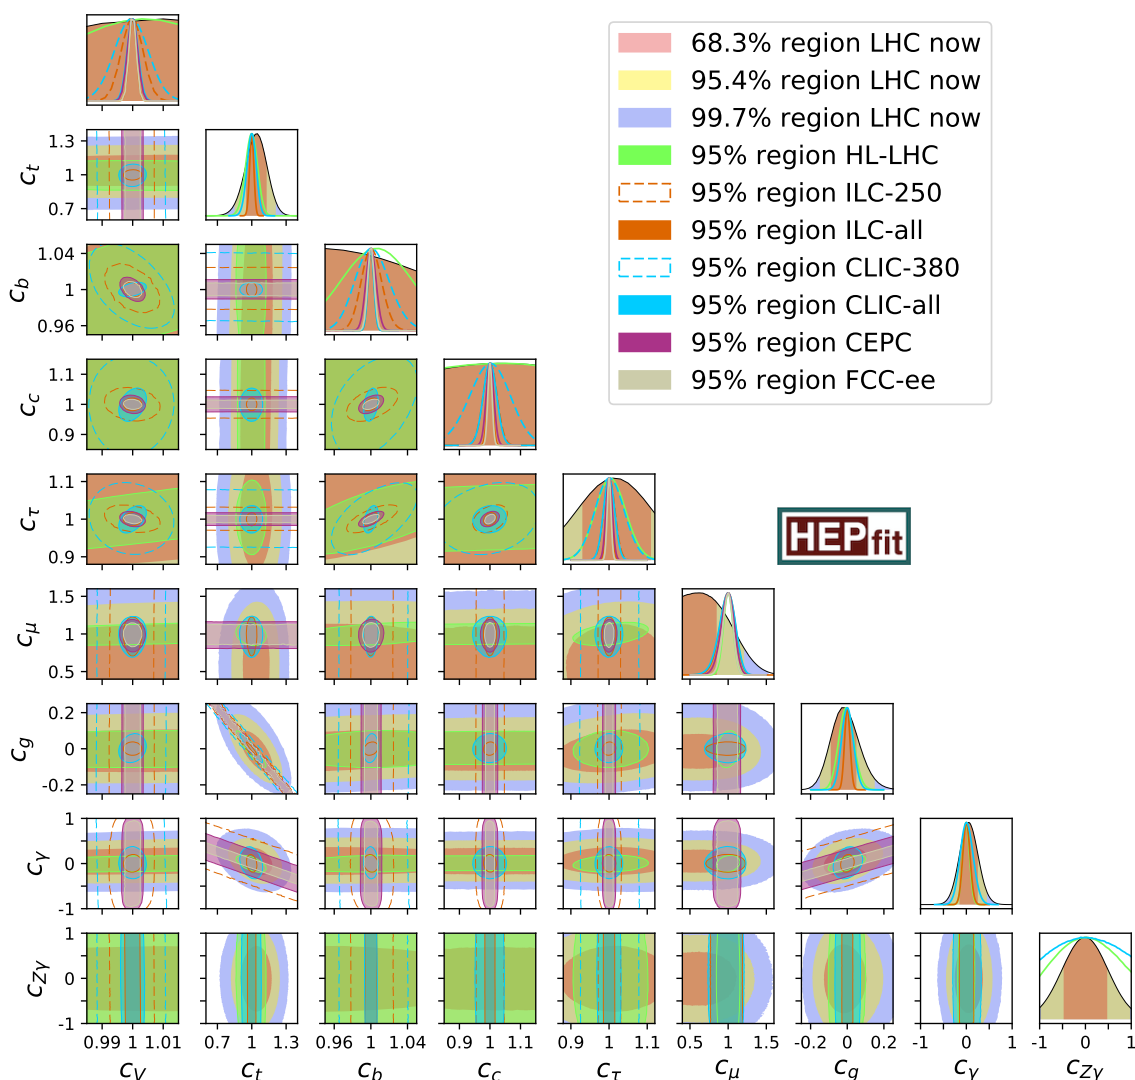 68.3% region LHC now
95.4% region LHC now
99.7% region LHC now
95% region HL-LHC
95% region ILC-250
95% region ILC-all
95% region CLIC-380
95% region CLIC-all
95% region CEPC
95% region FCC-ee
c_t
1.3
1
0.7
c_b
1.04
1
0.96
c_c
1.1
1
0.9
c_τ
1.1
1
0.9
HEP fit
c_μ
1.5
1
0.5
c_g
0.2
0
-0.2
c_γ
1
0
-1
c_Zγ
1
0
-1
0.99 1 1.01 0.7 1 1.3 0.96 1 1.04 0.9 1 1.1 0.9 1 1.1 0.5 1 1.5 -0.2 0 0.2 -1 0 1 -1 0 1
c_V c_t c_b c_c c_τ c_μ c_g c_γ c_Zγ